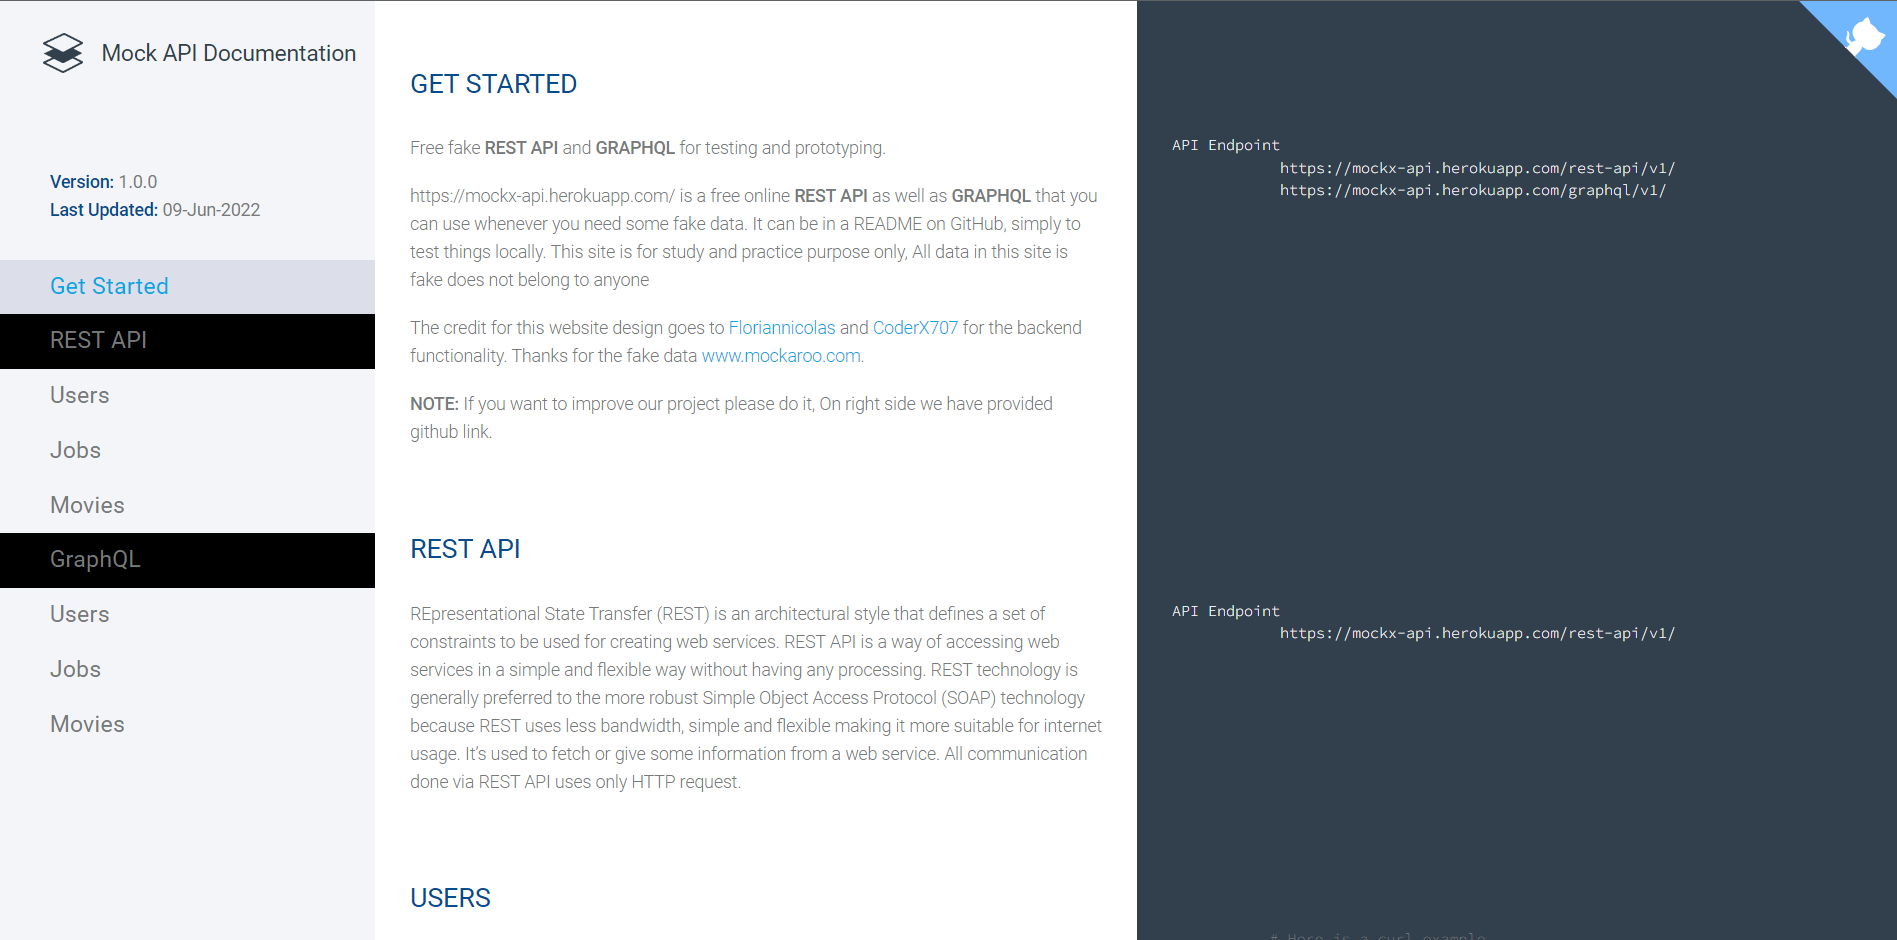 Mock API Documentation
Version: 1.0.0
Last Updated: 09-Jun-2022
Get Started
REST API
Users
Jobs
Movies
GraphQL
Users
Jobs
Movies
GET STARTED
Free fake REST API and GRAPHQL for testing and prototyping.
https://mockx-api.herokuapp.com/ is a free online REST API as well as GRAPHQL that you
can use whenever you need some fake data. It can be in a README on GitHub, simply to
test things locally. This site is for study and practice purpose only, All data in this site is
fake does not belong to anyone
The credit for this website design goes to Floriannicolas and CoderX707 for the backend
functionality. Thanks for the fake data www.mockaroo.com.
NOTE: If you want to improve our project please do it, On right side we have provided
github link.
REST API
REpresentational State Transfer (REST) is an architectural style that defines a set of
constraints to be used for creating web services. REST API is a way of accessing web
services in a simple and flexible way without having any processing. REST technology is
generally preferred to the more robust Simple Object Access Protocol (SOAP) technology
because REST uses less bandwidth, simple and flexible making it more suitable for internet
usage. It’s used to fetch or give some information from a web service. All communication
done via REST API uses only HTTP request.
USERS
API Endpoint
https://mockx-api.herokuapp.com/rest-api/v1/
https://mockx-api.herokuapp.com/graphql/v1/
API Endpoint
https://mockx-api.herokuapp.com/rest-api/v1/
# Here is a curl example